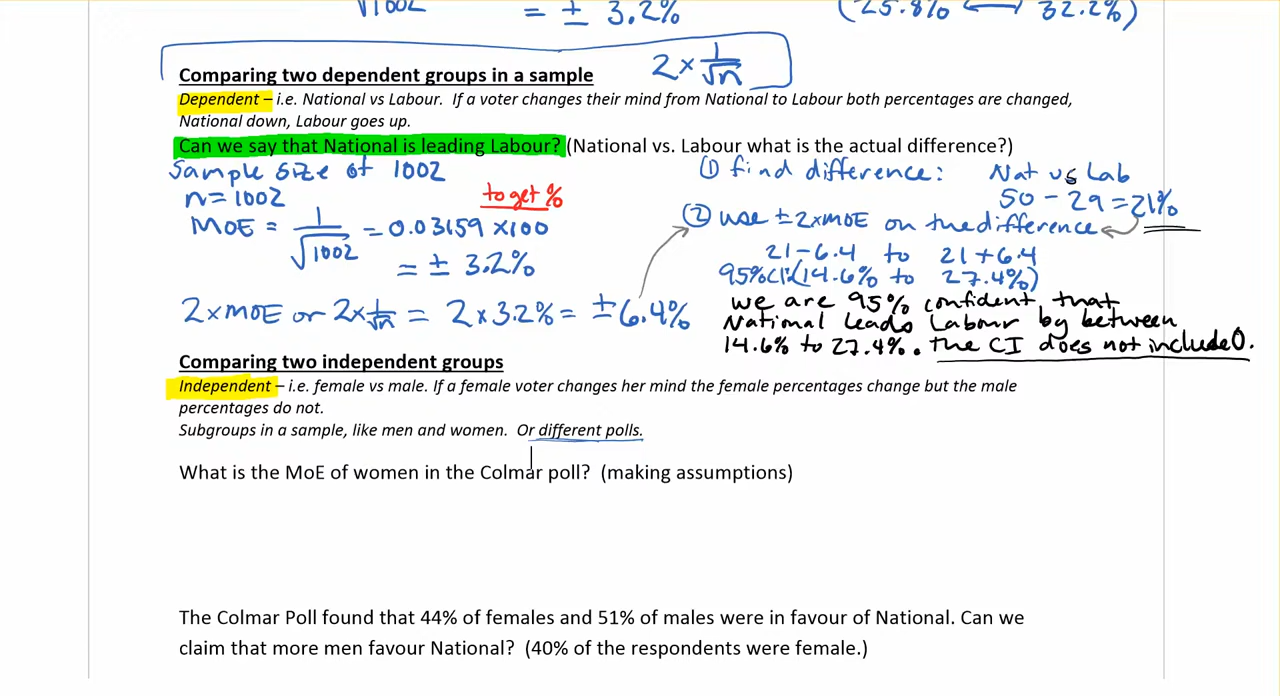 √1002 = ± 3.2% (25.8% ⟷ 32.2%)
Comparing two dependent groups in a sample 2 × 1/√n
Dependent – i.e. National vs Labour. If a voter changes their mind from National to Labour both percentages are changed,
National down, Labour goes up.
Can we say that National is leading Labour? (National vs. Labour what is the actual difference?)
Sample size of 1002
n = 1002
to get %
MOE = 1/√1002 = 0.03159 × 100
= ± 3.2%
2×MOE or 2× 1/√n = 2 × 3.2% = ± 6.4%
(1) find difference: Nat vs Lab
50 – 29 = 21%
(2) use ± 2×MOE on the difference
21 – 6.4 to 21 + 6.4
95% CI: (14.6% to 27.4%)
we are 95% confident that
National leads Labour by between
14.6% to 27.4%. the CI does not include 0.
Comparing two independent groups
Independent – i.e. female vs male. If a female voter changes her mind the female percentages change but the male
percentages do not.
Subgroups in a sample, like men and women. Or different polls.
What is the MoE of women in the Colmar poll? (making assumptions)
The Colmar Poll found that 44% of females and 51% of males were in favour of National. Can we
claim that more men favour National? (40% of the respondents were female.)